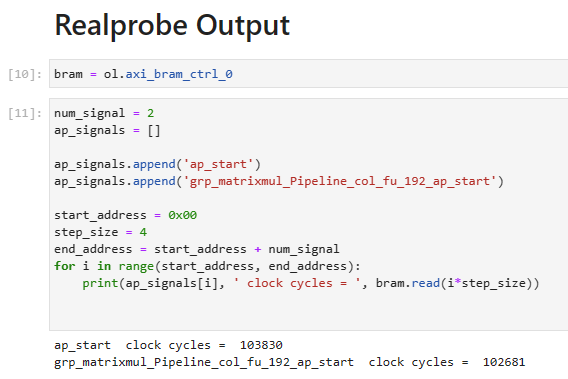 Realprobe Output
[10]: bram = ol.axi_bram_ctrl_0
[11]: num_signal = 2
ap_signals = []
ap_signals.append('ap_start')
ap_signals.append('grp_matrixmul_Pipeline_col_fu_192_ap_start')
start_address = 0x00
step_size = 4
end_address = start_address + num_signal
for i in range(start_address, end_address):
    print(ap_signals[i], ' clock cycles = ', bram.read(i*step_size))
ap_start  clock cycles =  103830
grp_matrixmul_Pipeline_col_fu_192_ap_start  clock cycles =  102681